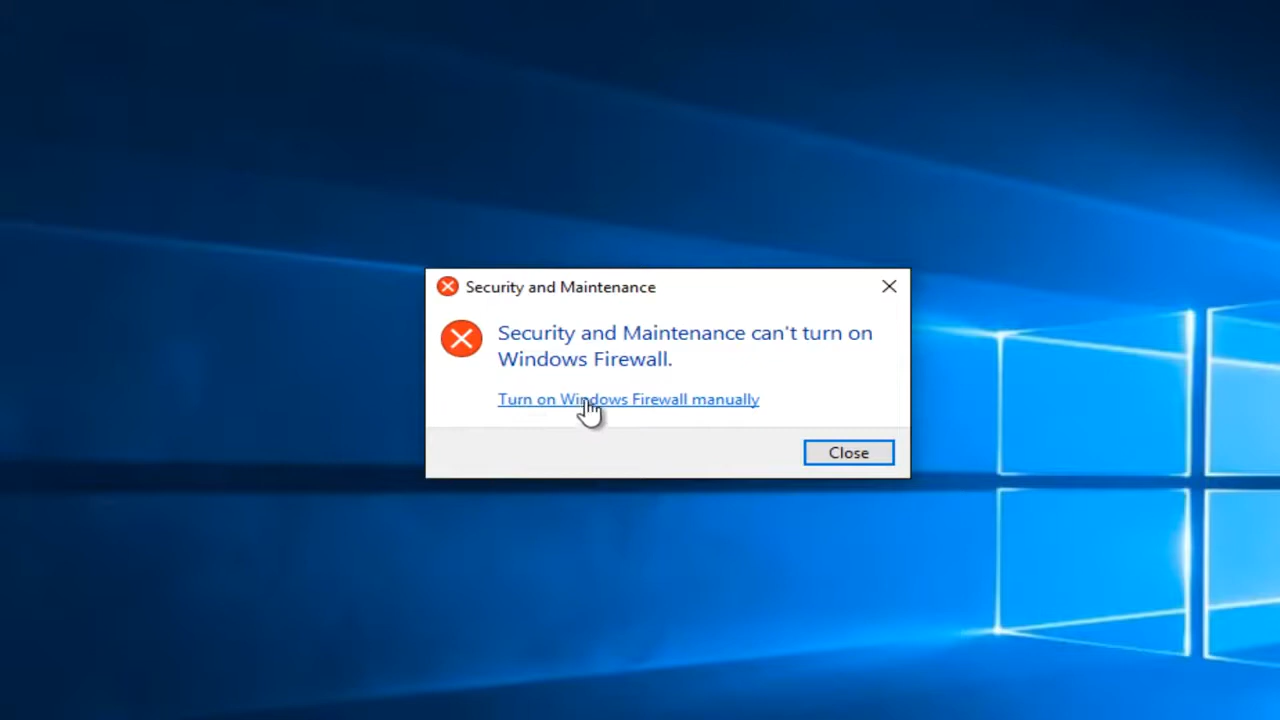 Security and Maintenance
Security and Maintenance can't turn on
Windows Firewall.
Turn on Windows Firewall manually
Close